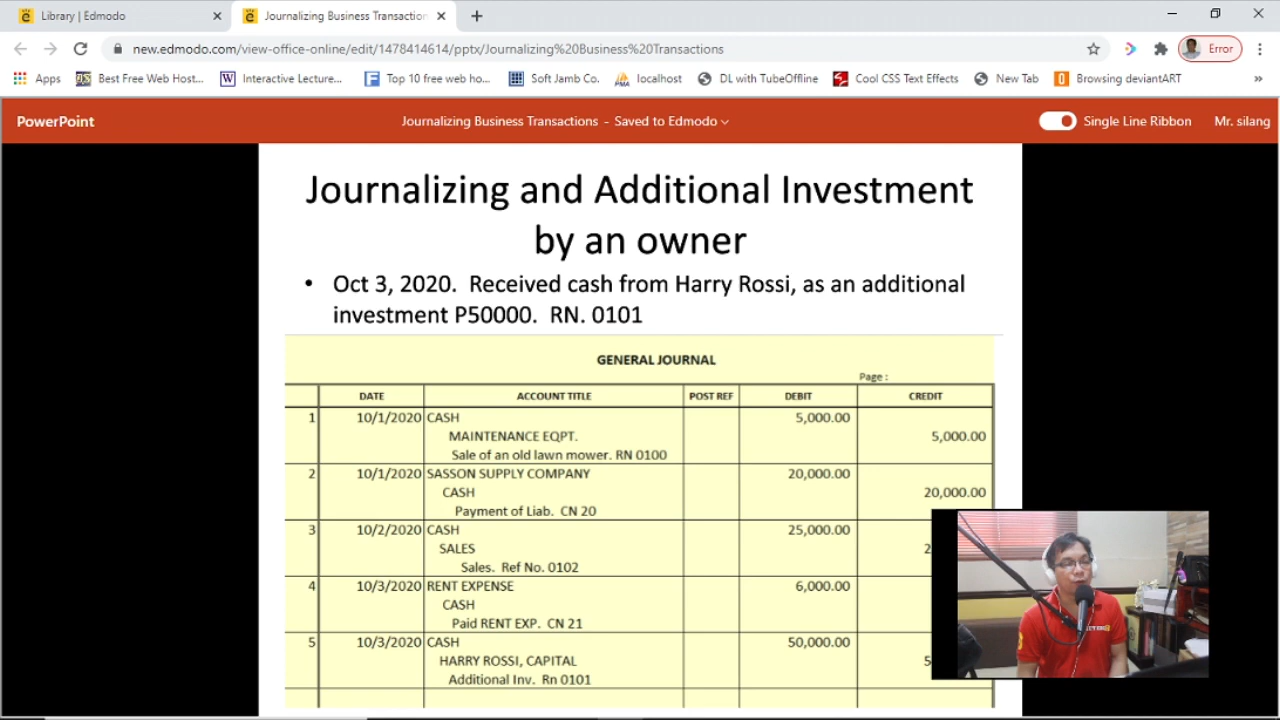 Library | Edmodo
Journalizing Business Transaction
new.edmodo.com/view-office-online/edit/1478414614/pptx/Journalizing%20Business%20Transactions
Error
Apps
Best Free Web Host...
Interactive Lecture...
Top 10 free web ho...
Soft Jamb Co.
localhost
DL with TubeOffline
Cool CSS Text Effects
New Tab
Browsing deviantART
PowerPoint
Journalizing Business Transactions - Saved to Edmodo
Single Line Ribbon
Mr. silang
Journalizing and Additional Investment
by an owner
• Oct 3, 2020. Received cash from Harry Rossi, as an additional
investment P50000. RN. 0101
GENERAL JOURNAL
Page :
DATE ACCOUNT TITLE POST REF DEBIT CREDIT
1 10/1/2020 CASH 5,000.00
MAINTENANCE EQPT. 5,000.00
Sale of an old lawn mower. RN 0100
2 10/1/2020 SASSON SUPPLY COMPANY 20,000.00
CASH 20,000.00
Payment of Liab. CN 20
3 10/2/2020 CASH 25,000.00
SALES
Sales. Ref No. 0102
4 10/3/2020 RENT EXPENSE 6,000.00
CASH
Paid RENT EXP. CN 21
5 10/3/2020 CASH 50,000.00
HARRY ROSSI, CAPITAL
Additional Inv. Rn 0101